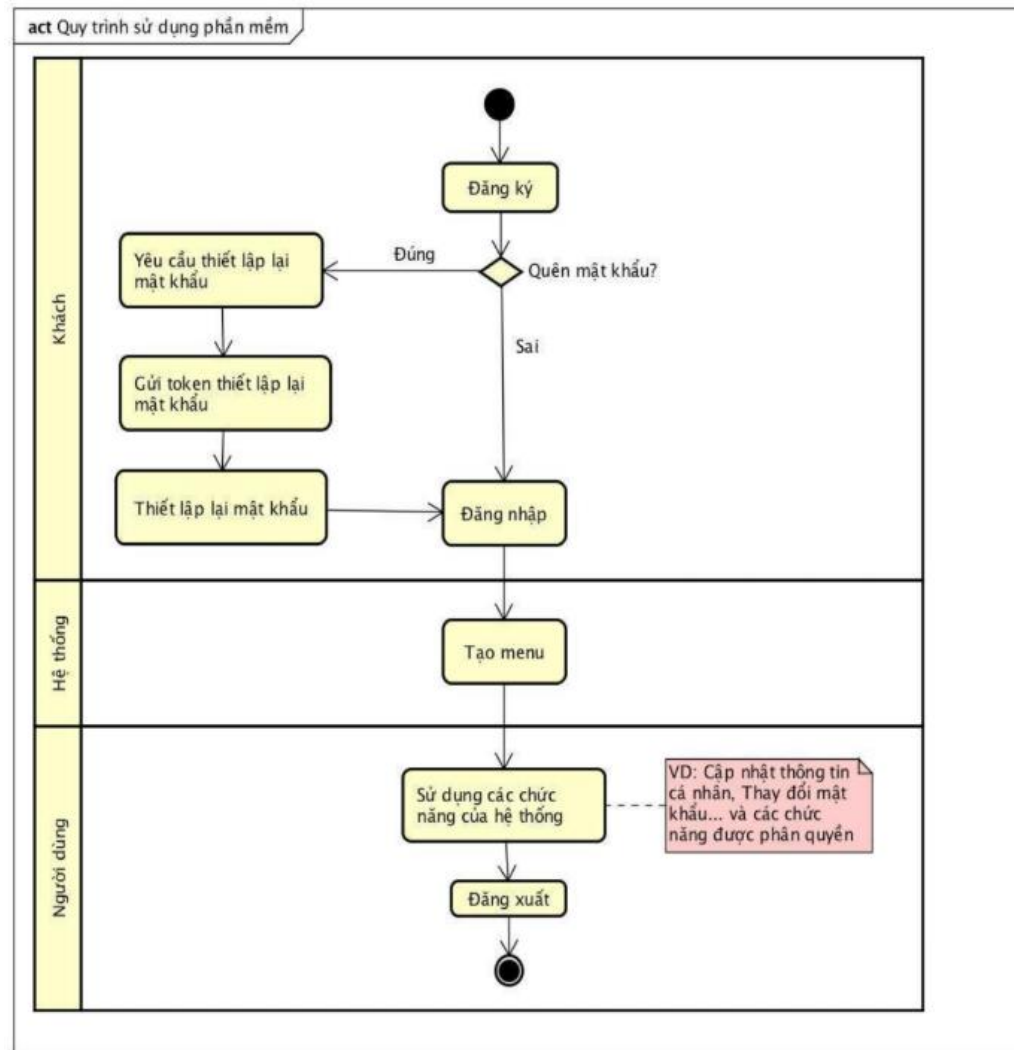 act Quy trình sử dụng phần mềm
Khách
Đăng ký
Quên mật khẩu?
Đúng
Sai
Yêu cầu thiết lập lại
mật khẩu
Gửi token thiết lập lại
mật khẩu
Thiết lập lại mật khẩu
Đăng nhập
Hệ thống
Tạo menu
Người dùng
Sử dụng các chức
năng của hệ thống
VD: Cập nhật thông tin
cá nhân, Thay đổi mật
khẩu... và các chức
năng được phân quyền
Đăng xuất